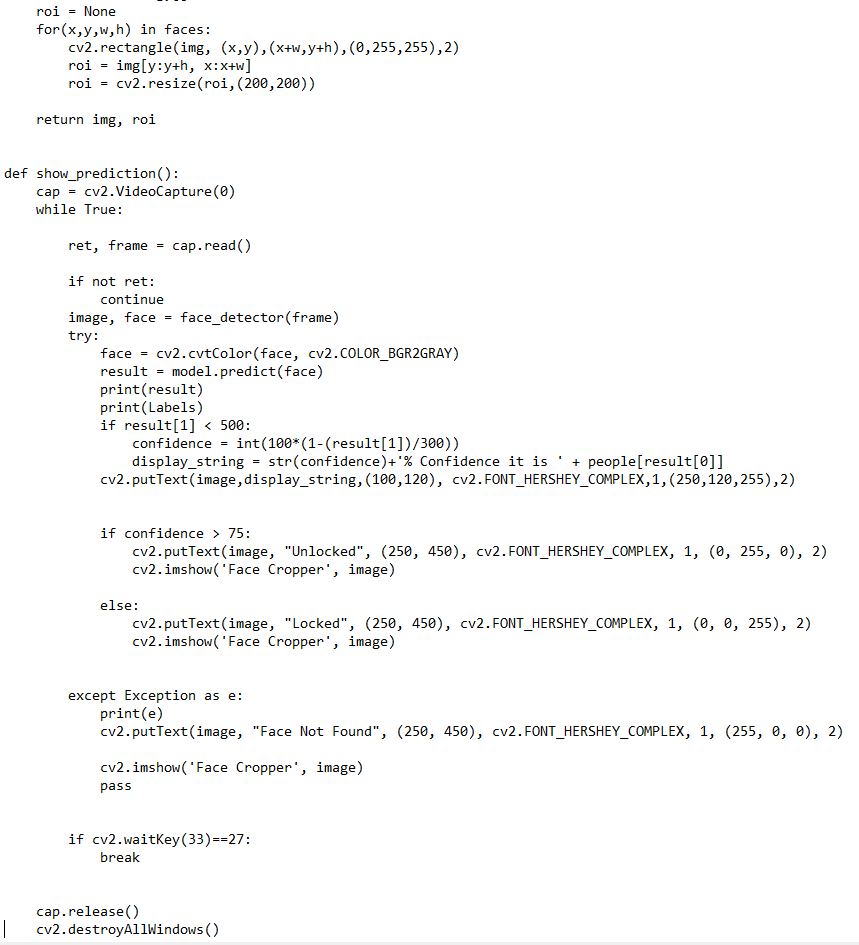 roi = None
    for(x,y,w,h) in faces:
        cv2.rectangle(img, (x,y),(x+w,y+h),(0,255,255),2)
        roi = img[y:y+h, x:x+w]
        roi = cv2.resize(roi,(200,200))
    return img, roi
def show_prediction():
    cap = cv2.VideoCapture(0)
    while True:
        ret, frame = cap.read()
        if not ret:
            continue
        image, face = face_detector(frame)
        try:
            face = cv2.cvtColor(face, cv2.COLOR_BGR2GRAY)
            result = model.predict(face)
            print(result)
            print(Labels)
            if result[1] < 500:
                confidence = int(100*(1-(result[1])/300))
                display_string = str(confidence)+'% Confidence it is ' + people[result[0]]
            cv2.putText(image,display_string,(100,120), cv2.FONT_HERSHEY_COMPLEX,1,(250,120,255),2)
            if confidence > 75:
                cv2.putText(image, "Unlocked", (250, 450), cv2.FONT_HERSHEY_COMPLEX, 1, (0, 255, 0), 2)
                cv2.imshow('Face Cropper', image)
            else:
                cv2.putText(image, "Locked", (250, 450), cv2.FONT_HERSHEY_COMPLEX, 1, (0, 0, 255), 2)
                cv2.imshow('Face Cropper', image)
        except Exception as e:
            print(e)
            cv2.putText(image, "Face Not Found", (250, 450), cv2.FONT_HERSHEY_COMPLEX, 1, (255, 0, 0), 2)
            cv2.imshow('Face Cropper', image)
            pass
        if cv2.waitKey(33)==27:
            break
    cap.release()
    cv2.destroyAllWindows()